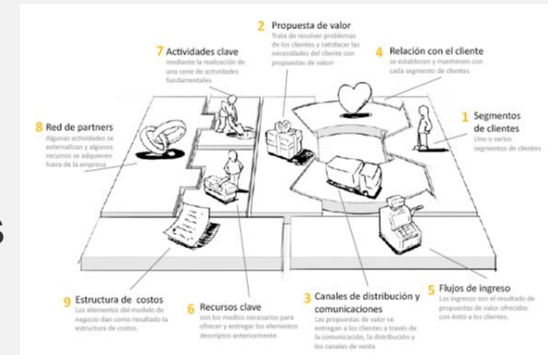 2 Propuesta de valor
Trata de resolver problemas
de los clientes y satisfacer las
necesidades del cliente con
propuestas de valor
7 Actividades clave
mediante la realización de
una serie de actividades
fundamentales
4 Relación con el cliente
se establecen y mantienen con
cada segmento de clientes
8 Red de partners
Algunas actividades se
externalizan y algunos
recursos se adquieren
fuera de la empresa
1 Segmentos
de clientes
Uno o varios
segmentos de clientes
s
9 Estructura de costos
Los elementos del modelo de
negocio dan como resultado la
estructura de costos.
6 Recursos clave
son los medios necesarios para
ofrecer y entregar los elementos
descriptos anteriormente
3 Canales de distribución y
comunicaciones
Las propuestas de valor se
entregan a los clientes a través de
la comunicación, la distribución y
los canales de venta
5 Flujos de ingreso
Los ingresos son el resultado de
propuestas de valor ofrecidas
con éxito a los clientes.